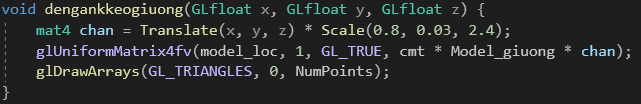 void dengankkeogiuong(GLfloat x, GLfloat y, GLfloat z) {
mat4 chan = Translate(x, y, z) * Scale(0.8, 0.03, 2.4);
glUniformMatrix4fv(model_loc, 1, GL_TRUE, cmt * Model_giuong * chan);
glDrawArrays(GL_TRIANGLES, 0, NumPoints);
}